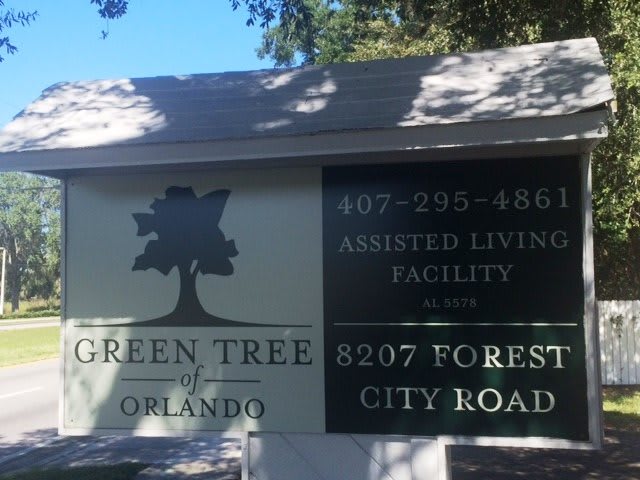 GREEN TREE
of
ORLANDO
407-295-4861
ASSISTED LIVING
FACILITY
AL 5578
8207 FOREST
CITY ROAD